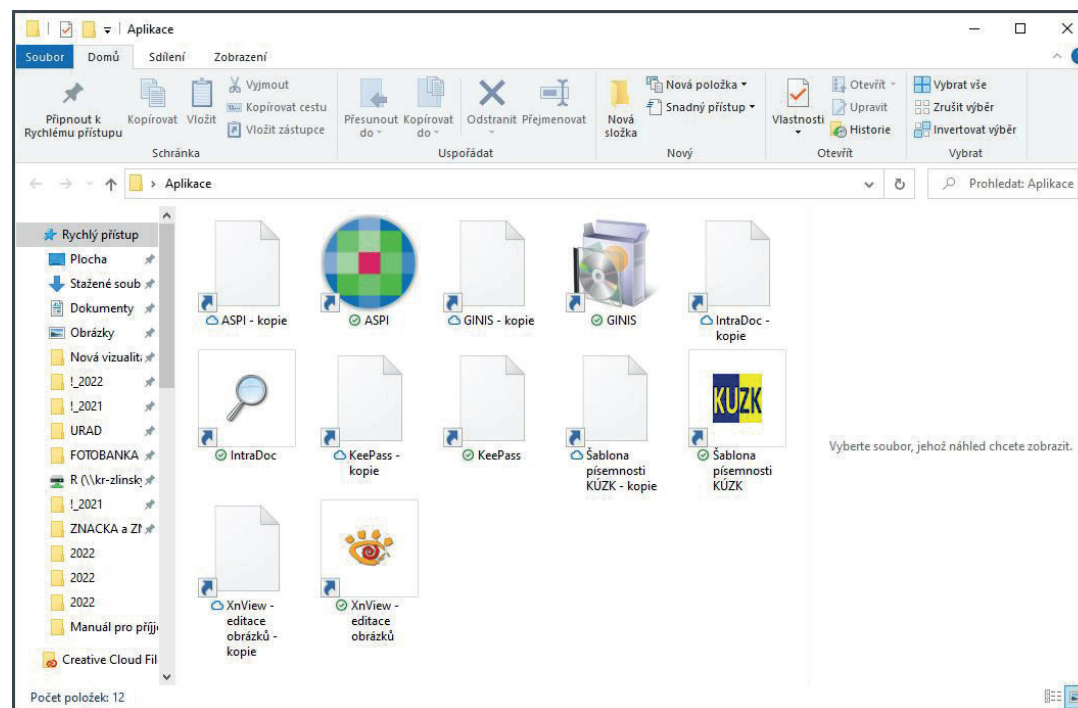 Aplikace
Soubor Domů Sdílení Zobrazení
Připnout k Rychlému přístupu
Kopírovat
Vložit
Vyjmout
Kopírovat cestu
Vložit zástupce
Schránka
Přesunout do
Kopírovat do
Odstranit
Přejmenovat
Uspořádat
Nová složka
Nová položka
Snadný přístup
Nový
Vlastnosti
Otevřít
Upravit
Historie
Otevřít
Vybrat vše
Zrušit výběr
Invertovat výběr
Vybrat
Aplikace
Prohledat: Aplikace
Rychlý přístup
Plocha
Stažené soub
Dokumenty
Obrázky
Nová vizualit
!_2022
!_2021
URAD
FOTOBANKA
R (\\kr-zlinsky
!_2021
ZNACKA a
2022
2022
2022
Manuál pro příj
Creative Cloud Fil
ASPI - kopie
ASPI
GINIS - kopie
GINIS
IntraDoc -
kopie
IntraDoc
KeePass -
kopie
KeePass
Šablona
písemnosti
KÚZK - kopie
KUZK
Šablona
písemnosti
KÚZK
XnView -
editace
obrázků -
kopie
XnView -
editace
obrázků
Vyberte soubor, jehož náhled chcete zobrazit.
Počet položek: 12